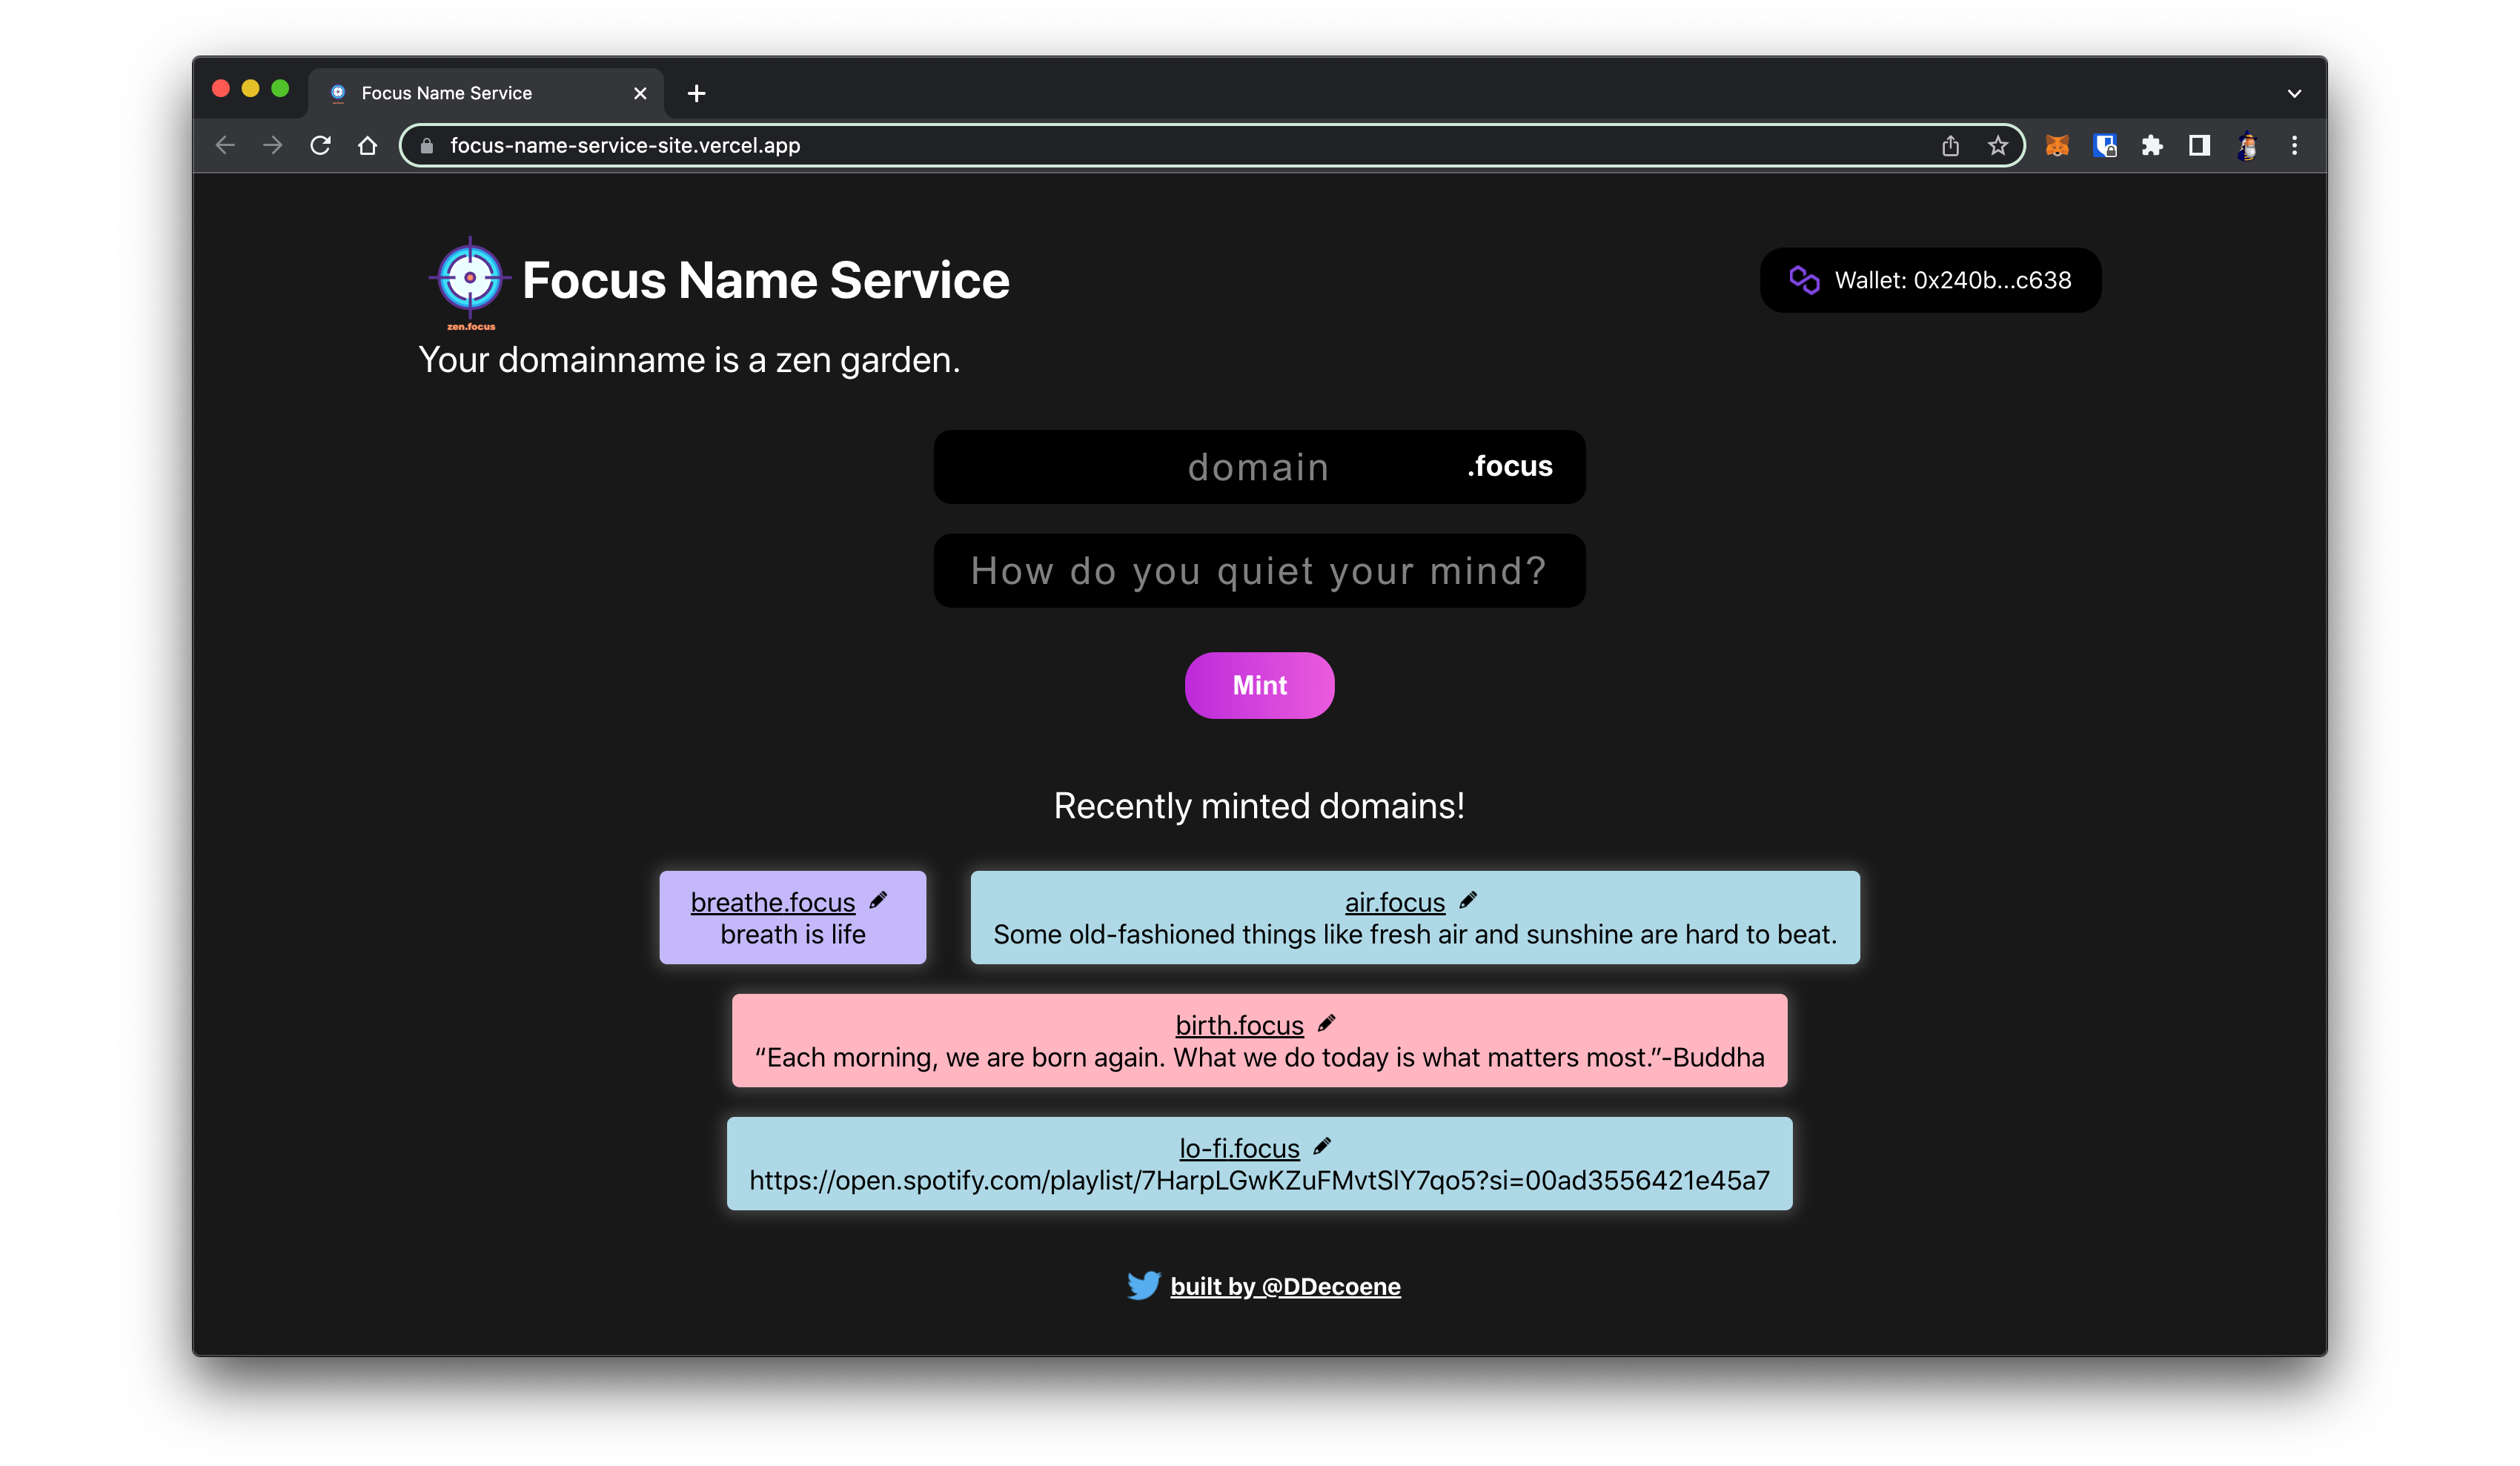 Focus Name Service
focus-name-service-site.vercel.app
Focus Name Service
zen.focus
Wallet: 0x240b...c638
Your domainname is a zen garden.
domain .focus
How do you quiet your mind?
Mint
Recently minted domains!
breathe.focus
breath is life
air.focus
Some old-fashioned things like fresh air and sunshine are hard to beat.
birth.focus
“Each morning, we are born again. What we do today is what matters most.”-Buddha
lo-fi.focus
https://open.spotify.com/playlist/7HarpLGwKZuFMvtSlY7qo5?si=00ad3556421e45a7
built by @DDecoene